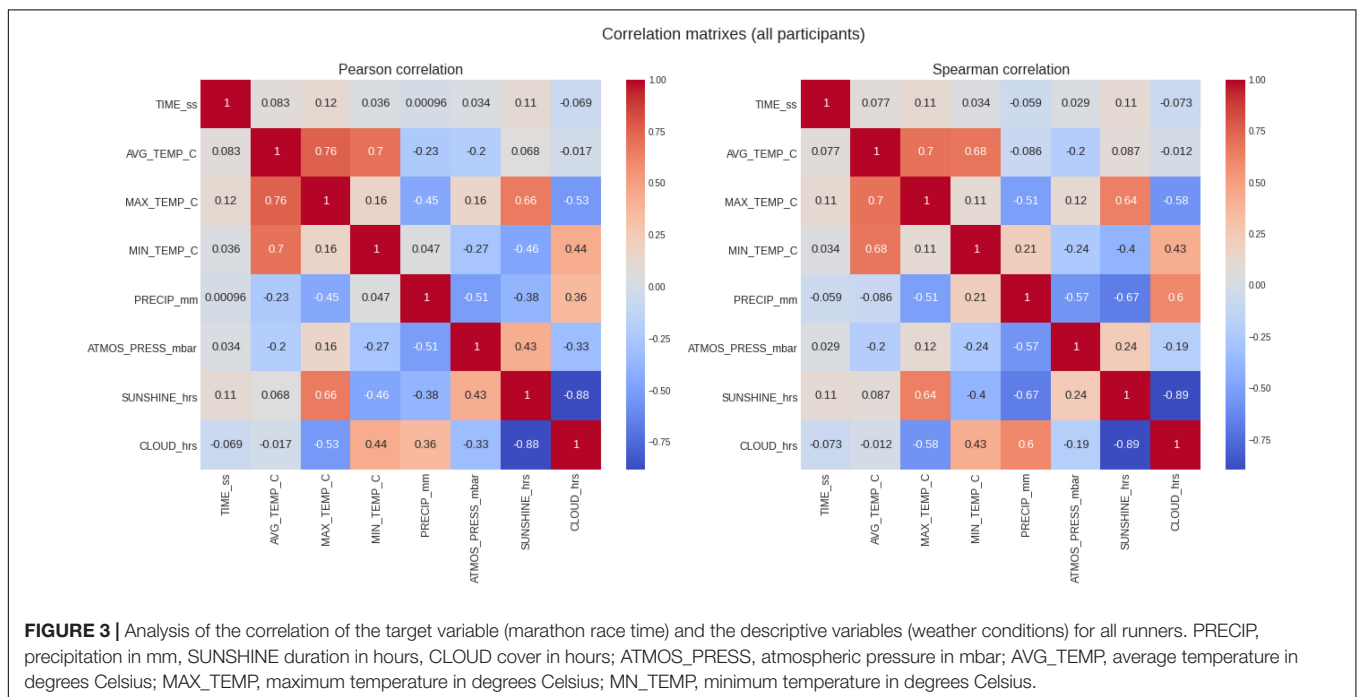 Correlation matrixes (all participants)
Pearson correlation
TIME_ss 1 0.083 0.12 0.036 0.00096 0.034 0.11 -0.069
AVG_TEMP_C 0.083 1 0.76 0.7 -0.23 -0.2 0.068 -0.017
MAX_TEMP_C 0.12 0.76 1 0.16 -0.45 0.16 0.66 -0.53
MIN_TEMP_C 0.036 0.7 0.16 1 0.047 -0.27 -0.46 0.44
PRECIP_mm 0.00096 -0.23 -0.45 0.047 1 -0.51 -0.38 0.36
ATMOS_PRESS_mbar 0.034 -0.2 0.16 -0.27 -0.51 1 0.43 -0.33
SUNSHINE_hrs 0.11 0.068 0.66 -0.46 -0.38 0.43 1 -0.88
CLOUD_hrs -0.069 -0.017 -0.53 0.44 0.36 -0.33 -0.88 1
TIME_ss
AVG_TEMP_C
MAX_TEMP_C
MIN_TEMP_C
PRECIP_mm
ATMOS_PRESS_mbar
SUNSHINE_hrs
CLOUD_hrs
1.00
0.75
0.50
0.25
0.00
−0.25
−0.50
−0.75
Spearman correlation
TIME_ss 1 0.077 0.11 0.034 -0.059 0.029 0.11 -0.073
AVG_TEMP_C 0.077 1 0.7 0.68 -0.086 -0.2 0.087 -0.012
MAX_TEMP_C 0.11 0.7 1 0.11 -0.51 0.12 0.64 -0.58
MIN_TEMP_C 0.034 0.68 0.11 1 0.21 -0.24 -0.4 0.43
PRECIP_mm -0.059 -0.086 -0.51 0.21 1 -0.57 -0.67 0.6
ATMOS_PRESS_mbar 0.029 -0.2 0.12 -0.24 -0.57 1 0.24 -0.19
SUNSHINE_hrs 0.11 0.087 0.64 -0.4 -0.67 0.24 1 -0.89
CLOUD_hrs -0.073 -0.012 -0.58 0.43 0.6 -0.19 -0.89 1
TIME_ss
AVG_TEMP_C
MAX_TEMP_C
MIN_TEMP_C
PRECIP_mm
ATMOS_PRESS_mbar
SUNSHINE_hrs
CLOUD_hrs
1.00
0.75
0.50
0.25
0.00
−0.25
−0.50
−0.75
FIGURE 3 | Analysis of the correlation of the target variable (marathon race time) and the descriptive variables (weather conditions) for all runners. PRECIP,
precipitation in mm, SUNSHINE duration in hours, CLOUD cover in hours; ATMOS_PRESS, atmospheric pressure in mbar; AVG_TEMP, average temperature in
degrees Celsius; MAX_TEMP, maximum temperature in degrees Celsius; MN_TEMP, minimum temperature in degrees Celsius.